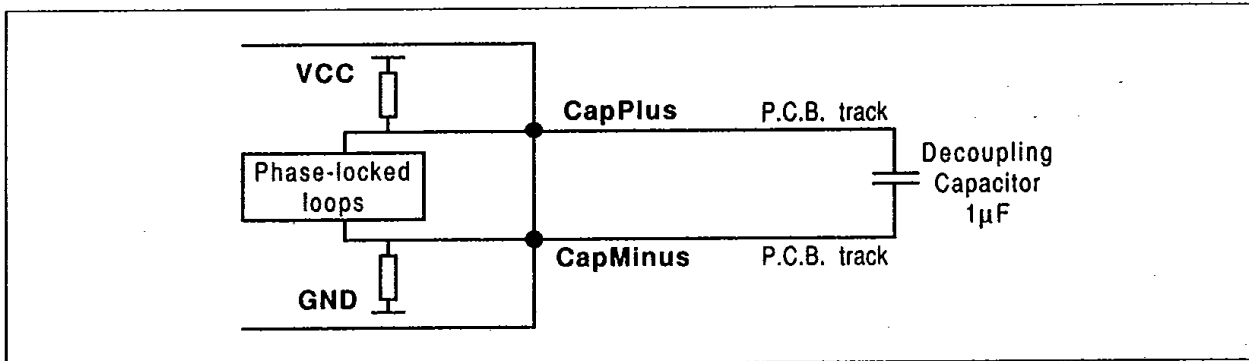 VCC
CapPlus
P.C.B. track
Phase-locked
loops
Decoupling
Capacitor
1µF
CapMinus
P.C.B. track
GND